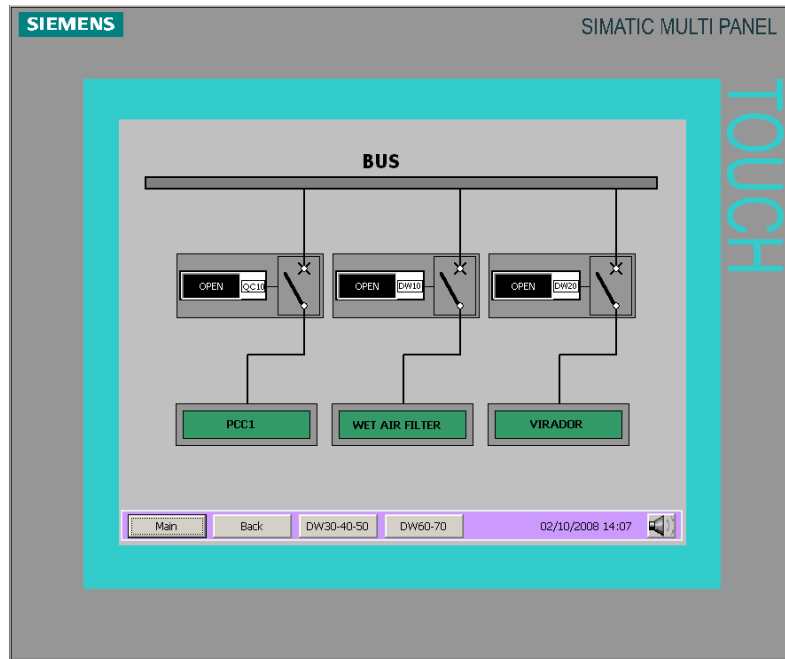 SIEMENS
SIMATIC MULTI PANEL
TOUCH
BUS
OPEN QC10 OPEN DW10 OPEN DW20
PCC1 WET AIR FILTER VIRADOR
Main Back DW30-40-50 DW60-70 02/10/2008 14:07